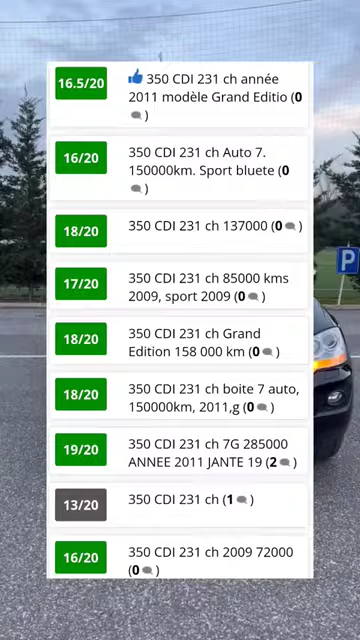 16.5/20
350 CDI 231 ch année
2011 modèle Grand Editio (0
)
16/20
350 CDI 231 ch Auto 7.
150000km. Sport bluete (0
)
18/20
350 CDI 231 ch 137000 (0 )
17/20
350 CDI 231 ch 85000 kms
2009, sport 2009 (0 )
18/20
350 CDI 231 ch Grand
Edition 158 000 km (0 )
18/20
350 CDI 231 ch boite 7 auto,
150000km, 2011,g (0 )
19/20
350 CDI 231 ch 7G 285000
ANNEE 2011 JANTE 19 (2 )
13/20
350 CDI 231 ch (1 )
16/20
350 CDI 231 ch 2009 72000
(0 )
P